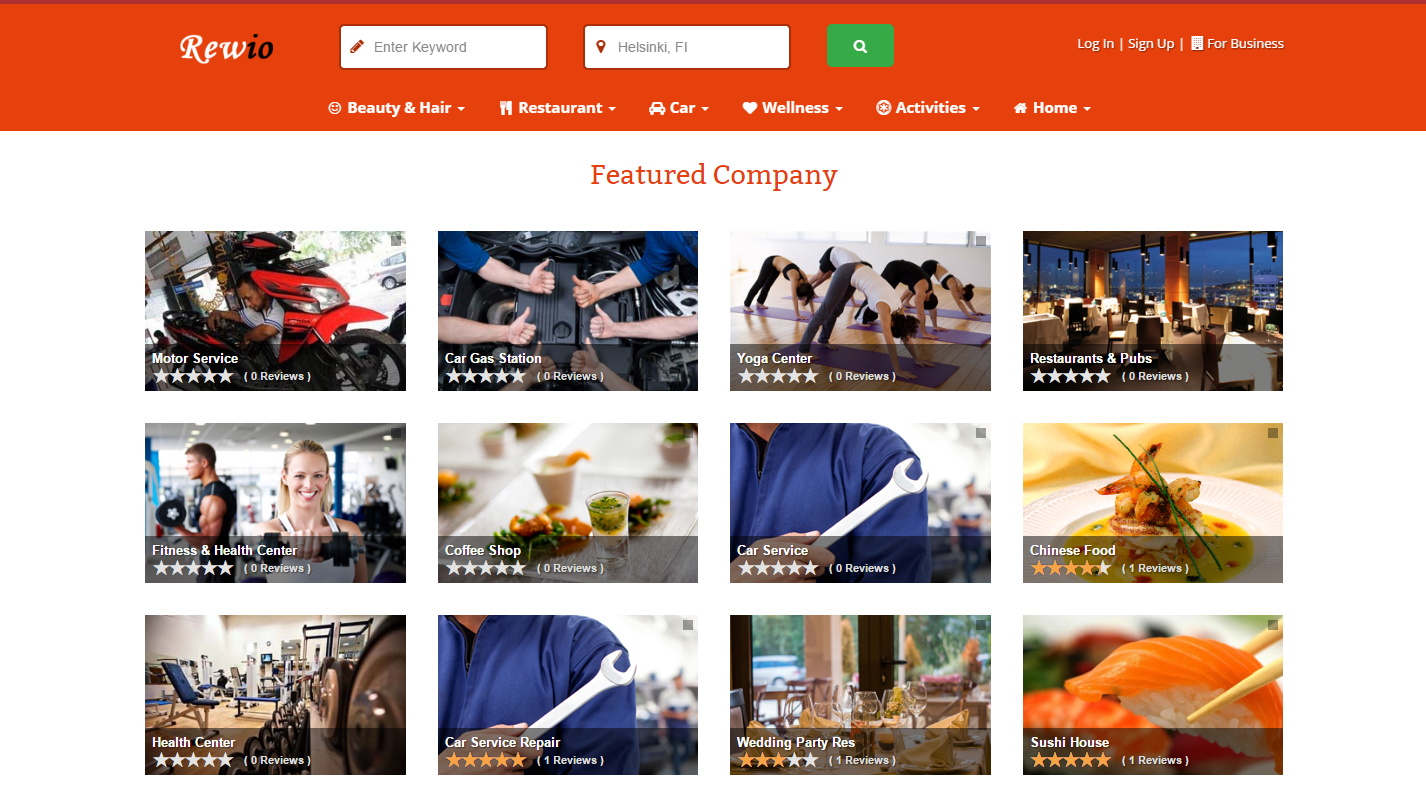 Rewio
Enter Keyword
Helsinki, FI
Log In | Sign Up | For Business
Beauty & Hair
Restaurant
Car
Wellness
Activities
Home
Featured Company
Motor Service
( 0 Reviews )
Car Gas Station
( 0 Reviews )
Yoga Center
( 0 Reviews )
Restaurants & Pubs
( 0 Reviews )
Fitness & Health Center
( 0 Reviews )
Coffee Shop
( 0 Reviews )
Car Service
( 0 Reviews )
Chinese Food
( 1 Reviews )
Health Center
( 0 Reviews )
Car Service Repair
( 1 Reviews )
Wedding Party Res
( 1 Reviews )
Sushi House
( 1 Reviews )